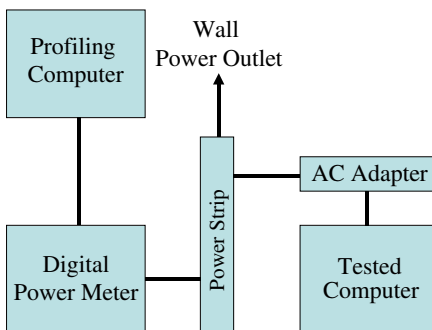 Profiling
Computer
Wall
Power Outlet
AC Adapter
Power Strip
Digital
Power Meter
Tested
Computer